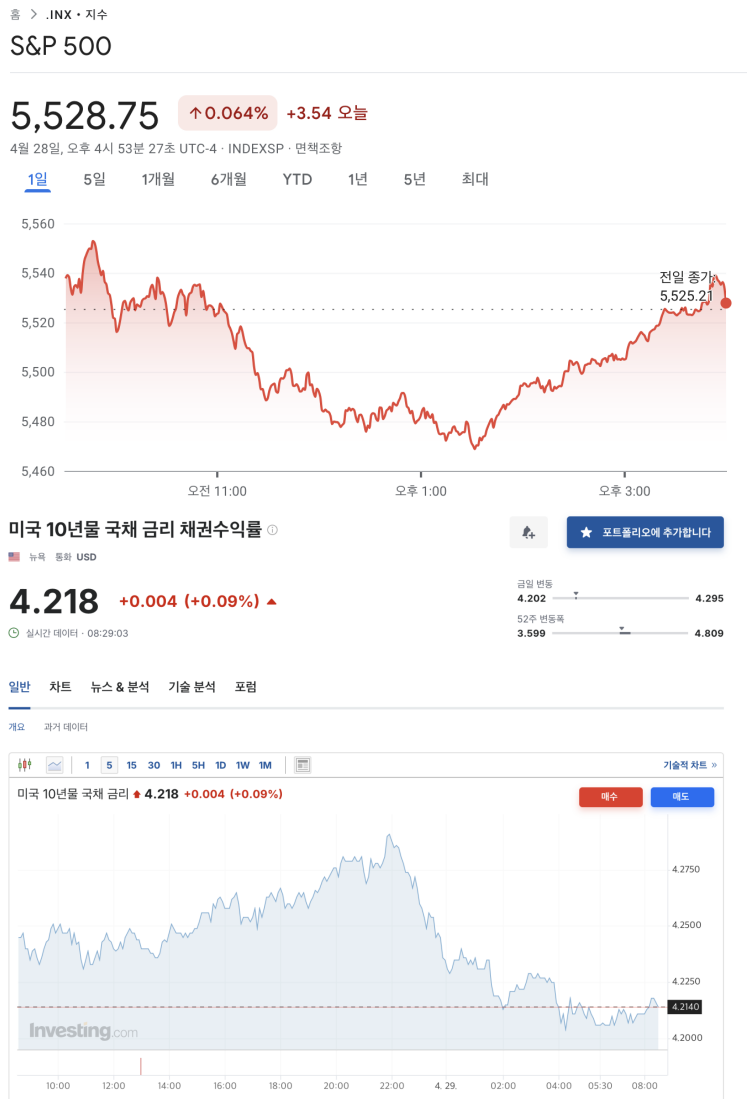 홈 > .INX • 지수
S&P 500
5,528.75 ↑0.064% +3.54 오늘
4월 28일, 오후 4시 53분 27초 UTC-4 · INDEXSP · 면책조항
1일 5일 1개월 6개월 YTD 1년 5년 최대
5,560
5,540
5,520
5,500
5,480
5,460
전일 종가:
5,525.21
오전 11:00 오후 1:00 오후 3:00
미국 10년물 국채 금리 채권수익률
포트폴리오에 추가합니다
뉴욕 통화 USD
4.218 +0.004 (+0.09%)
실시간 데이터 · 08:29:03
금일 변동
4.202 4.295
52주 변동폭
3.599 4.809
일반 차트 뉴스 & 분석 기술 분석 포럼
개요 과거 데이터
1 5 15 30 1H 5H 1D 1W 1M
기술적 차트 »
미국 10년물 국채 금리 4.218 +0.004 (+0.09%)
매수 매도
4.2750
4.2500
4.2250
4.2140
4.2000
Investing.com
10:00 12:00 14:00 16:00 18:00 20:00 22:00 4. 29. 02:00 04:00 05:30 08:00